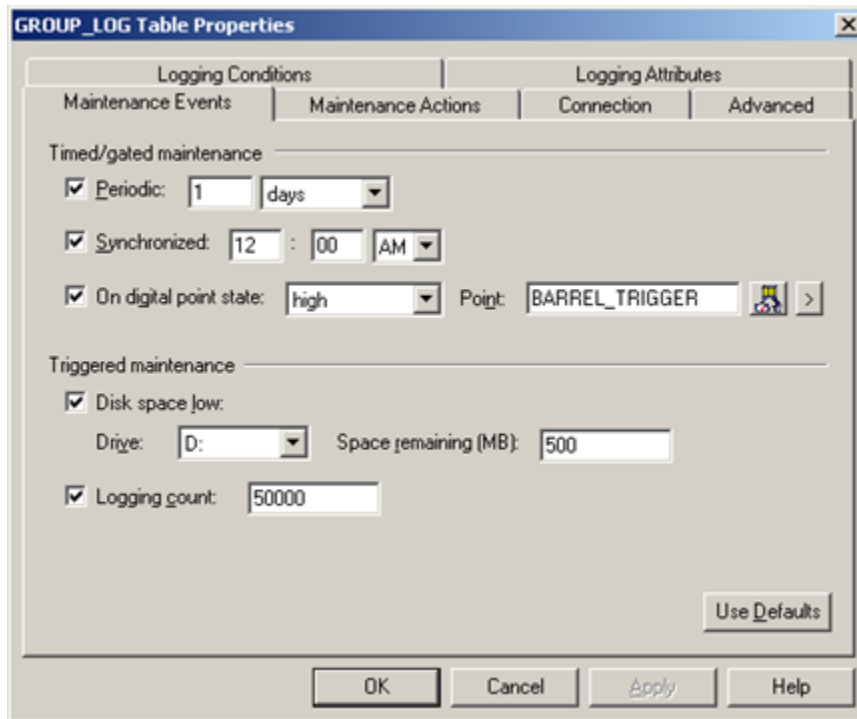 GROUP_LOG Table Properties
Logging Conditions Logging Attributes
Maintenance Events Maintenance Actions Connection Advanced
Timed/gated maintenance
Periodic: 1 days
Synchronized: 12 : 00 AM
On digital point state: high Point: BARREL_TRIGGER >
Triggered maintenance
Disk space low:
Drive: D: Space remaining (MB): 500
Logging count: 50000
Use Defaults
OK Cancel Apply Help